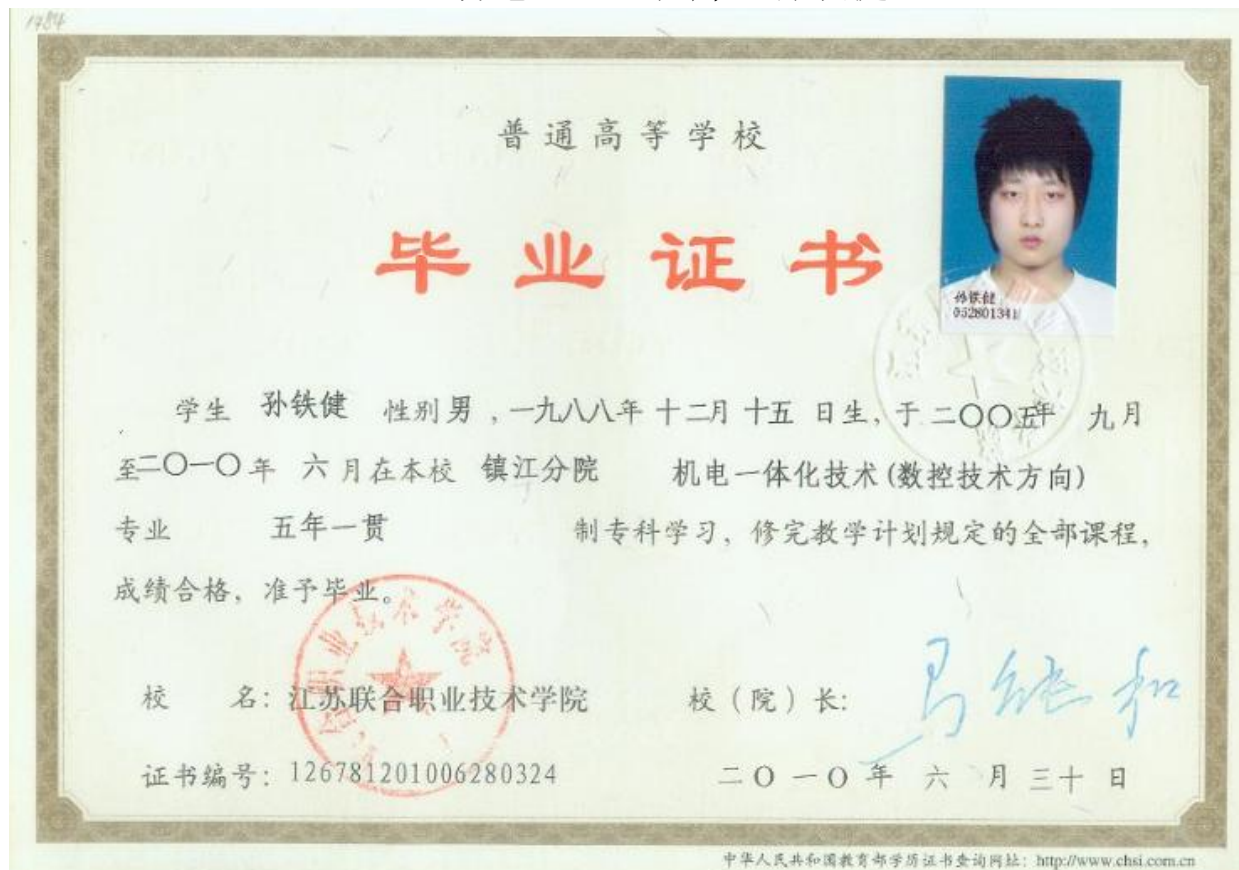 1784
普通高等学校
毕业证书
孙铁健
052801341
学生 孙铁健 性别男，一九八八年十二月十五日生，于二〇〇五年 九月
至二〇一〇年 六月在本校 镇江分院 机电一体化技术(数控技术方向)
专业 五年一贯 制专科学习、修完教学计划规定的全部课程，
成绩合格，准予毕业。
校 名：江苏联合职业技术学院 校（院）长：马继和
证书编号：126781201006280324 二〇一〇年 六 月三十日
中华人民共和国教育部学历证书查询网址：http://www.chsi.com.cn